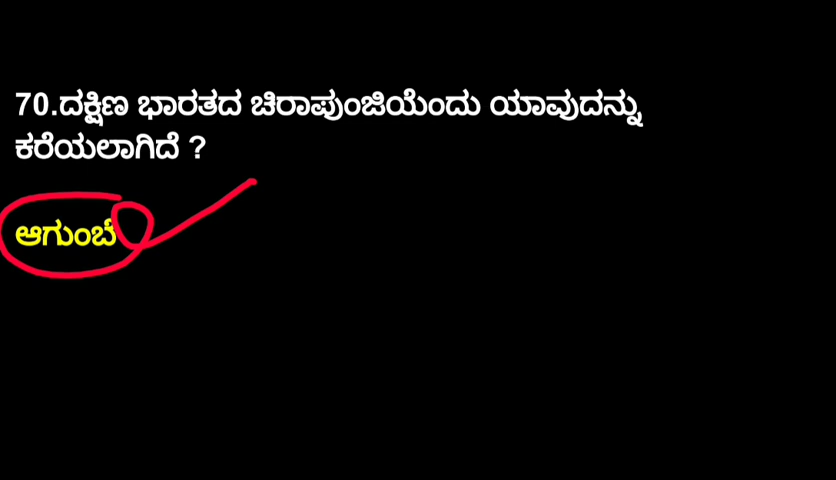 70.ದಕ್ಷಿಣ ಭಾರತದ ಚಿರಾಪುಂಜಿಯೆಂದು ಯಾವುದನ್ನು
ಕರೆಯಲಾಗಿದೆ ?
ಆಗುಂಬೆ